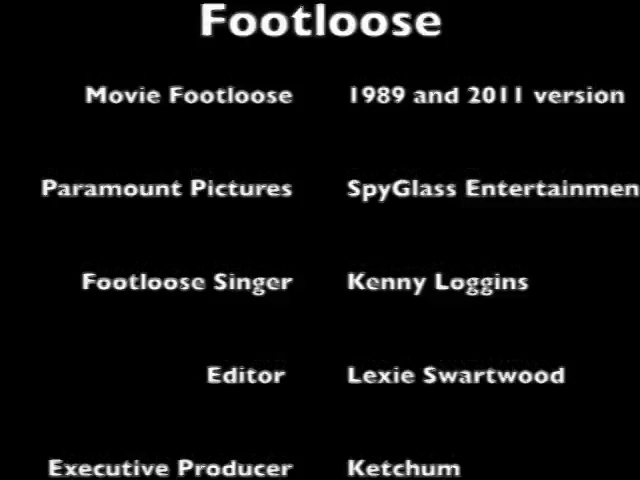 Footloose
Movie Footloose 1989 and 2011 version
Paramount Pictures SpyGlass Entertainmen
Footloose Singer Kenny Loggins
Editor Lexie Swartwood
Executive Producer Ketchum